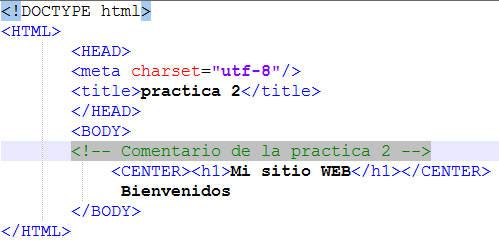 <!DOCTYPE html>
<HTML>
<HEAD>
<meta charset="utf-8"/>
<title>practica 2</title>
</HEAD>
<BODY>
<!-- Comentario de la practica 2 -->
<CENTER><h1>Mi sitio WEB</h1></CENTER>
Bienvenidos
</BODY>
</HTML>